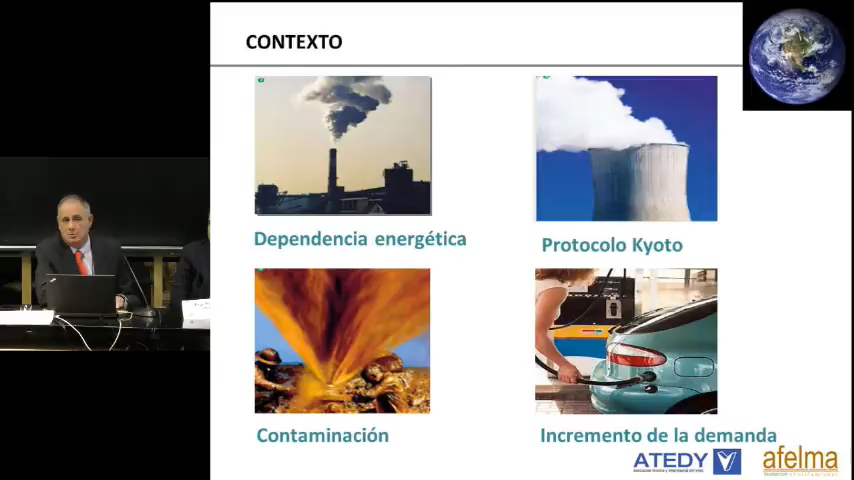 CONTEXTO
Dependencia energética
Protocolo Kyoto
Contaminación
Incremento de la demanda
ATEDY
afelma